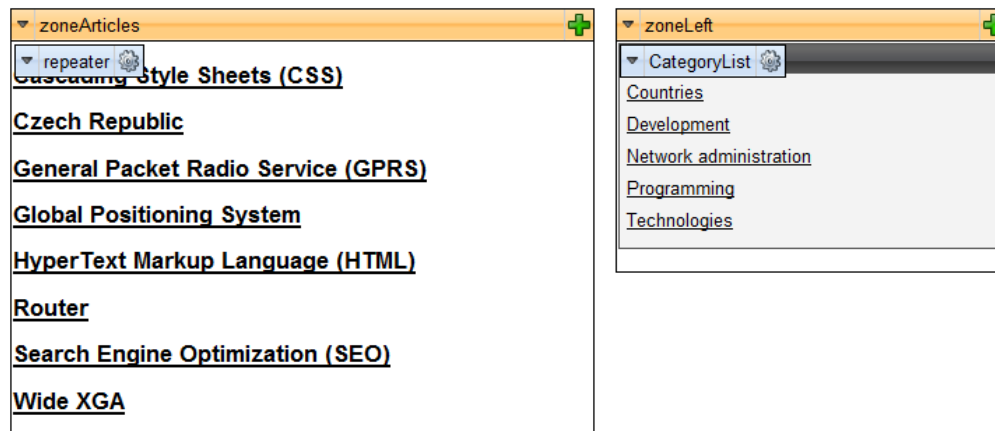 zoneArticles
repeater
Cascading Style Sheets (CSS)
Czech Republic
General Packet Radio Service (GPRS)
Global Positioning System
HyperText Markup Language (HTML)
Router
Search Engine Optimization (SEO)
Wide XGA
zoneLeft
CategoryList
Countries
Development
Network administration
Programming
Technologies